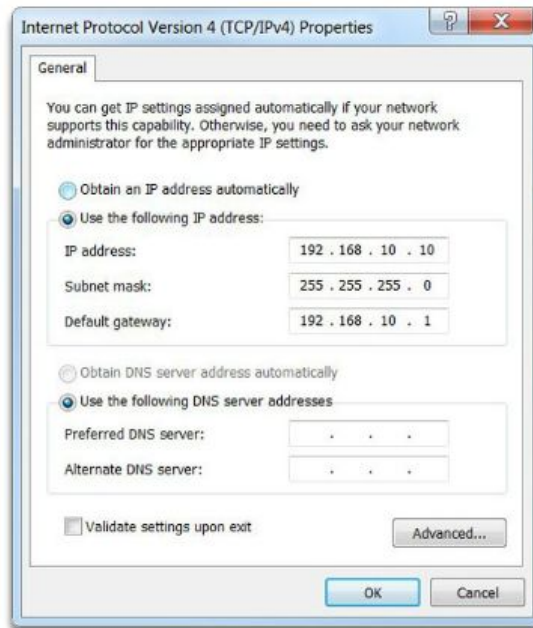 Internet Protocol Version 4 (TCP/IPv4) Properties
General
You can get IP settings assigned automatically if your network
supports this capability. Otherwise, you need to ask your network
administrator for the appropriate IP settings.
Obtain an IP address automatically
Use the following IP address:
IP address: 192 . 168 . 10 . 10
Subnet mask: 255 . 255 . 255 . 0
Default gateway: 192 . 168 . 10 . 1
Obtain DNS server address automatically
Use the following DNS server addresses
Preferred DNS server: . . .
Alternate DNS server: . . .
Validate settings upon exit
Advanced...
OK Cancel